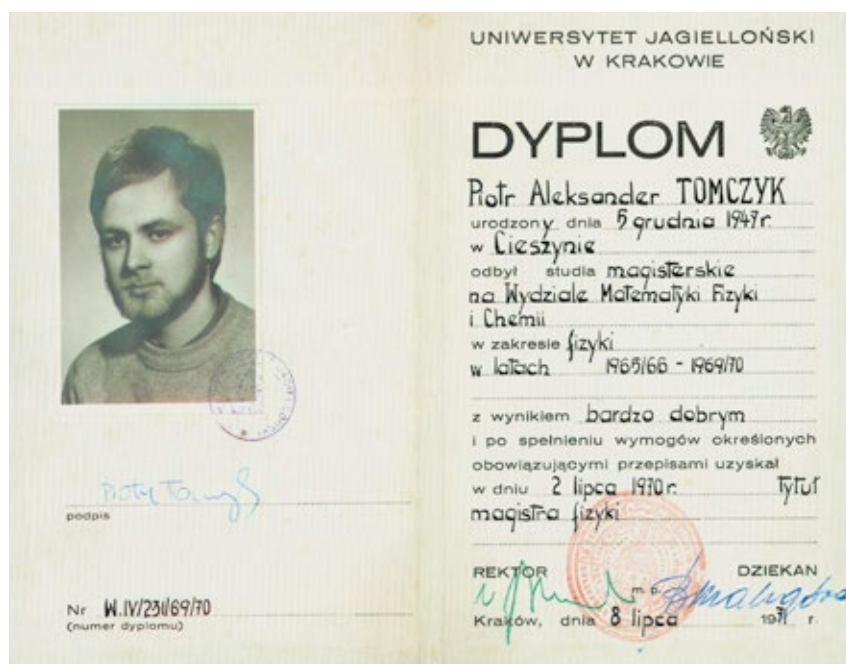 podpis
Nr W.IV/231/69/70
(numer dyplomu)
UNIWERSYTET JAGIELLOŃSKI
W KRAKOWIE
DYPLOM
Piotr Aleksander TOMCZYK
urodzony dnia 5 grudnia 1947 r.
w Cieszynie
odbył studia magisterskie
na Wydziale Matematyki Fizyki
i Chemii
w zakresie fizyki
w latach 1965/66 - 1969/70
z wynikiem bardzo dobrym
i po spełnieniu wymogów określonych
obowiązującymi przepisami uzyskał
w dniu 2 lipca 1970 r. tytuł
magistra fizyki
REKTOR DZIEKAN
m. p.
Kraków, dnia 8 lipca r.